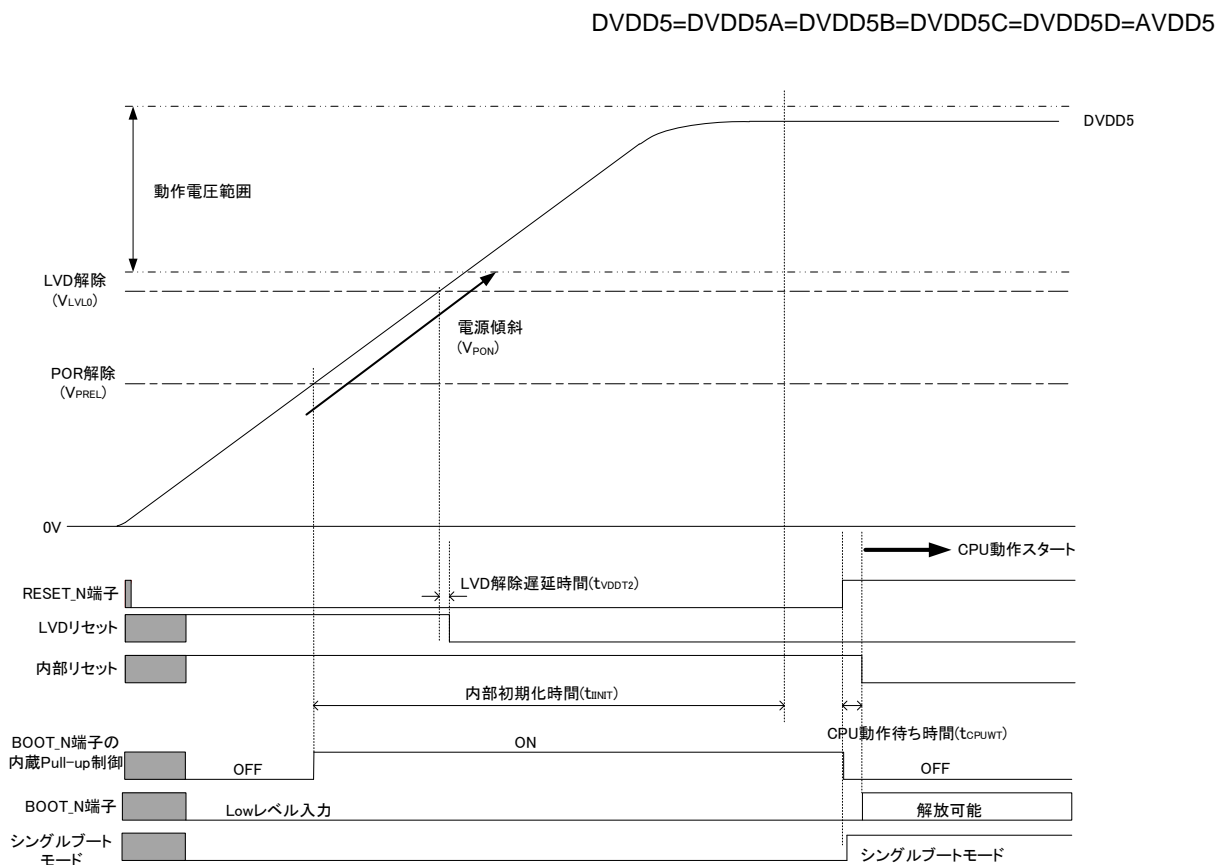 DVDD5=DVDD5A=DVDD5B=DVDD5C=DVDD5D=AVDD5
DVDD5
動作電圧範囲
LVD解除
(VLVL0)
電源傾斜
(VPON)
POR解除
(VPREL)
0V
CPU動作スタート
RESET_N端子
LVD解除遅延時間(tVDDT2)
LVDリセット
内部リセット
内部初期化時間(tIINIT)
CPU動作待ち時間(tCPUWT)
BOOT_N端子の
内蔵Pull-up制御
OFF
ON
OFF
BOOT_N端子
Lowレベル入力
解放可能
シングルブート
モード
シングルブートモード